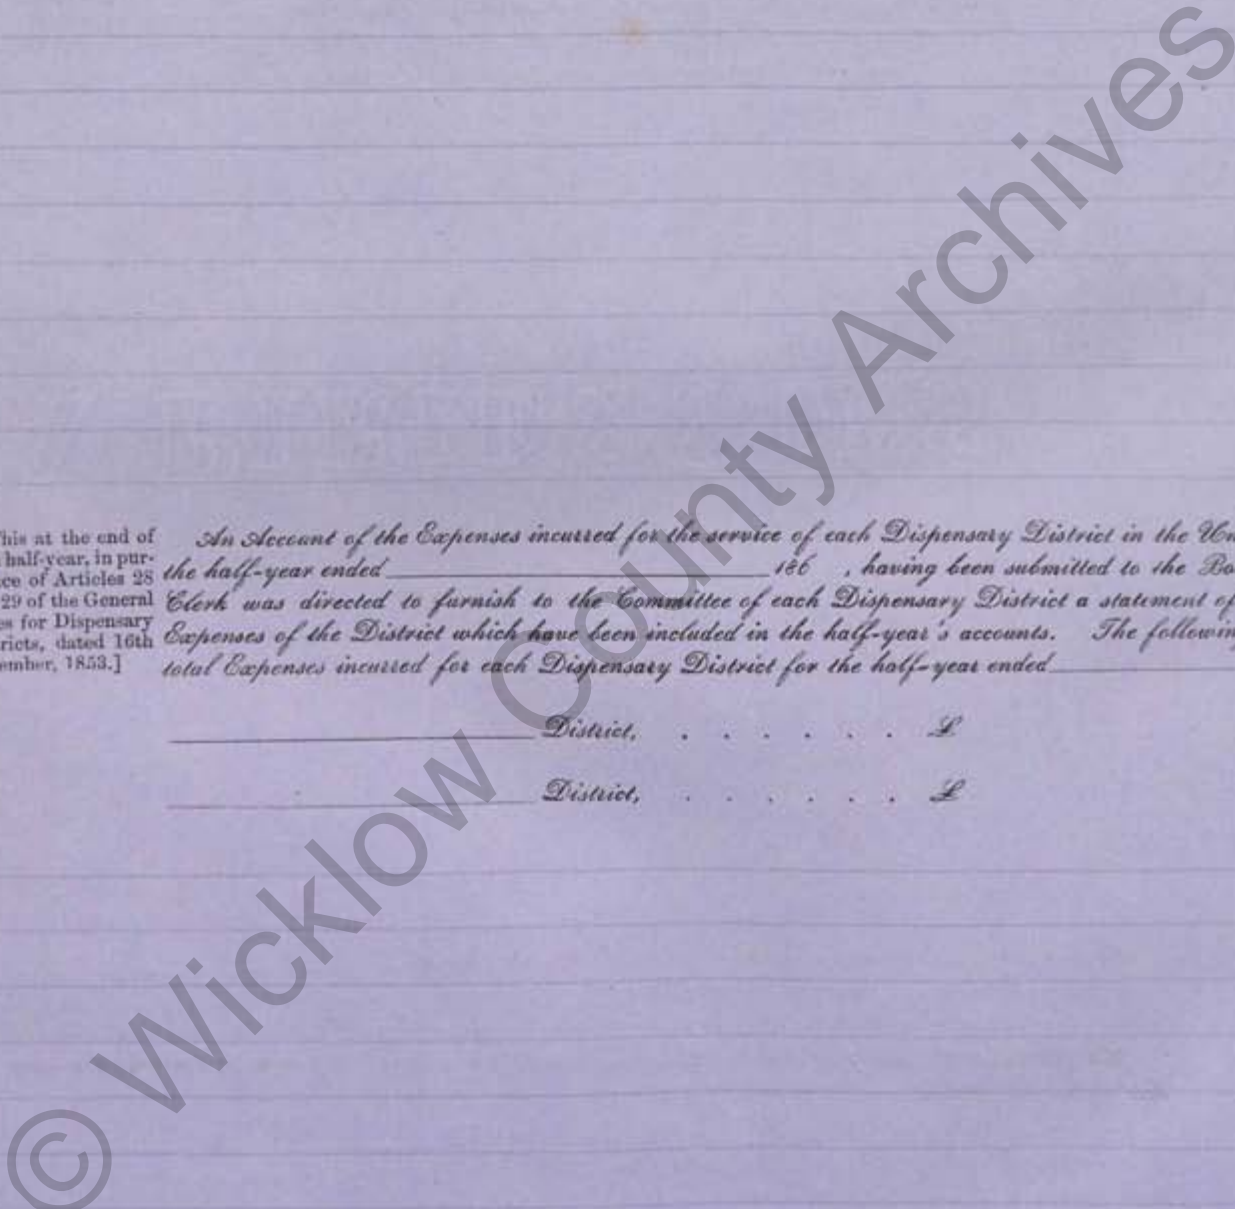 his at the end of
half-year, in pur-
ce of Articles 28
29 of the General
s for Dispensary
ricts, dated 16th
ember, 1853.]
An Account of the Expenses incurred for the service of each Dispensary District in the Un
the half-year ended 186 , having been submitted to the Bo
Clerk was directed to furnish to the Committee of each Dispensary District a statement of
Expenses of the District which have been included in the half-year's accounts. The followin
total Expenses incurred for each Dispensary District for the half-year ended
District, . . . . . . £
District, . . . . . . £
© Wicklow County Archives